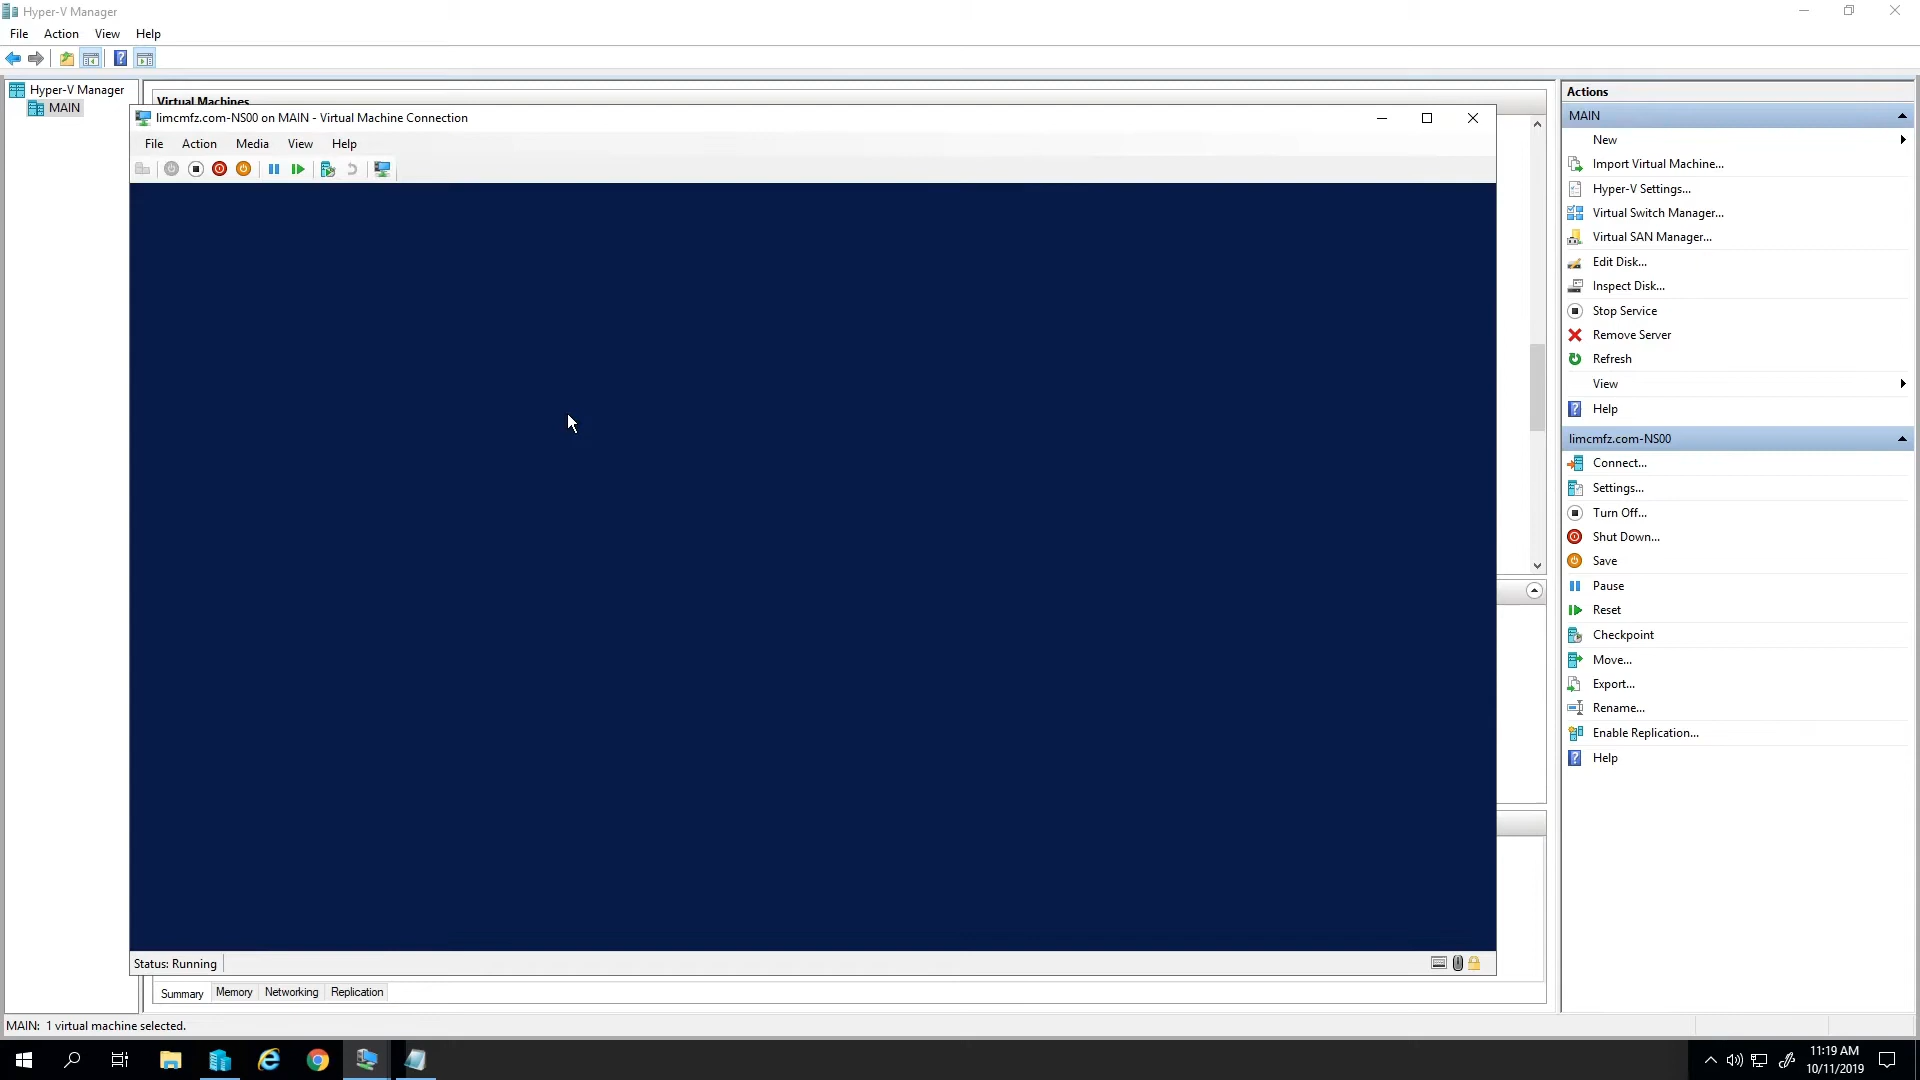 Hyper-V Manager
File Action View Help
Hyper-V Manager
MAIN
Virtual Machines
limcmfz.com-NS00 on MAIN - Virtual Machine Connection
File Action Media View Help
Status: Running
Summary Memory Networking Replication
MAIN: 1 virtual machine selected.
Actions
MAIN
New
Import Virtual Machine...
Hyper-V Settings...
Virtual Switch Manager...
Virtual SAN Manager...
Edit Disk...
Inspect Disk...
Stop Service
Remove Server
Refresh
View
Help
limcmfz.com-NS00
Connect...
Settings...
Turn Off...
Shut Down...
Save
Pause
Reset
Checkpoint
Move...
Export...
Rename...
Enable Replication...
Help
11:19 AM
10/11/2019